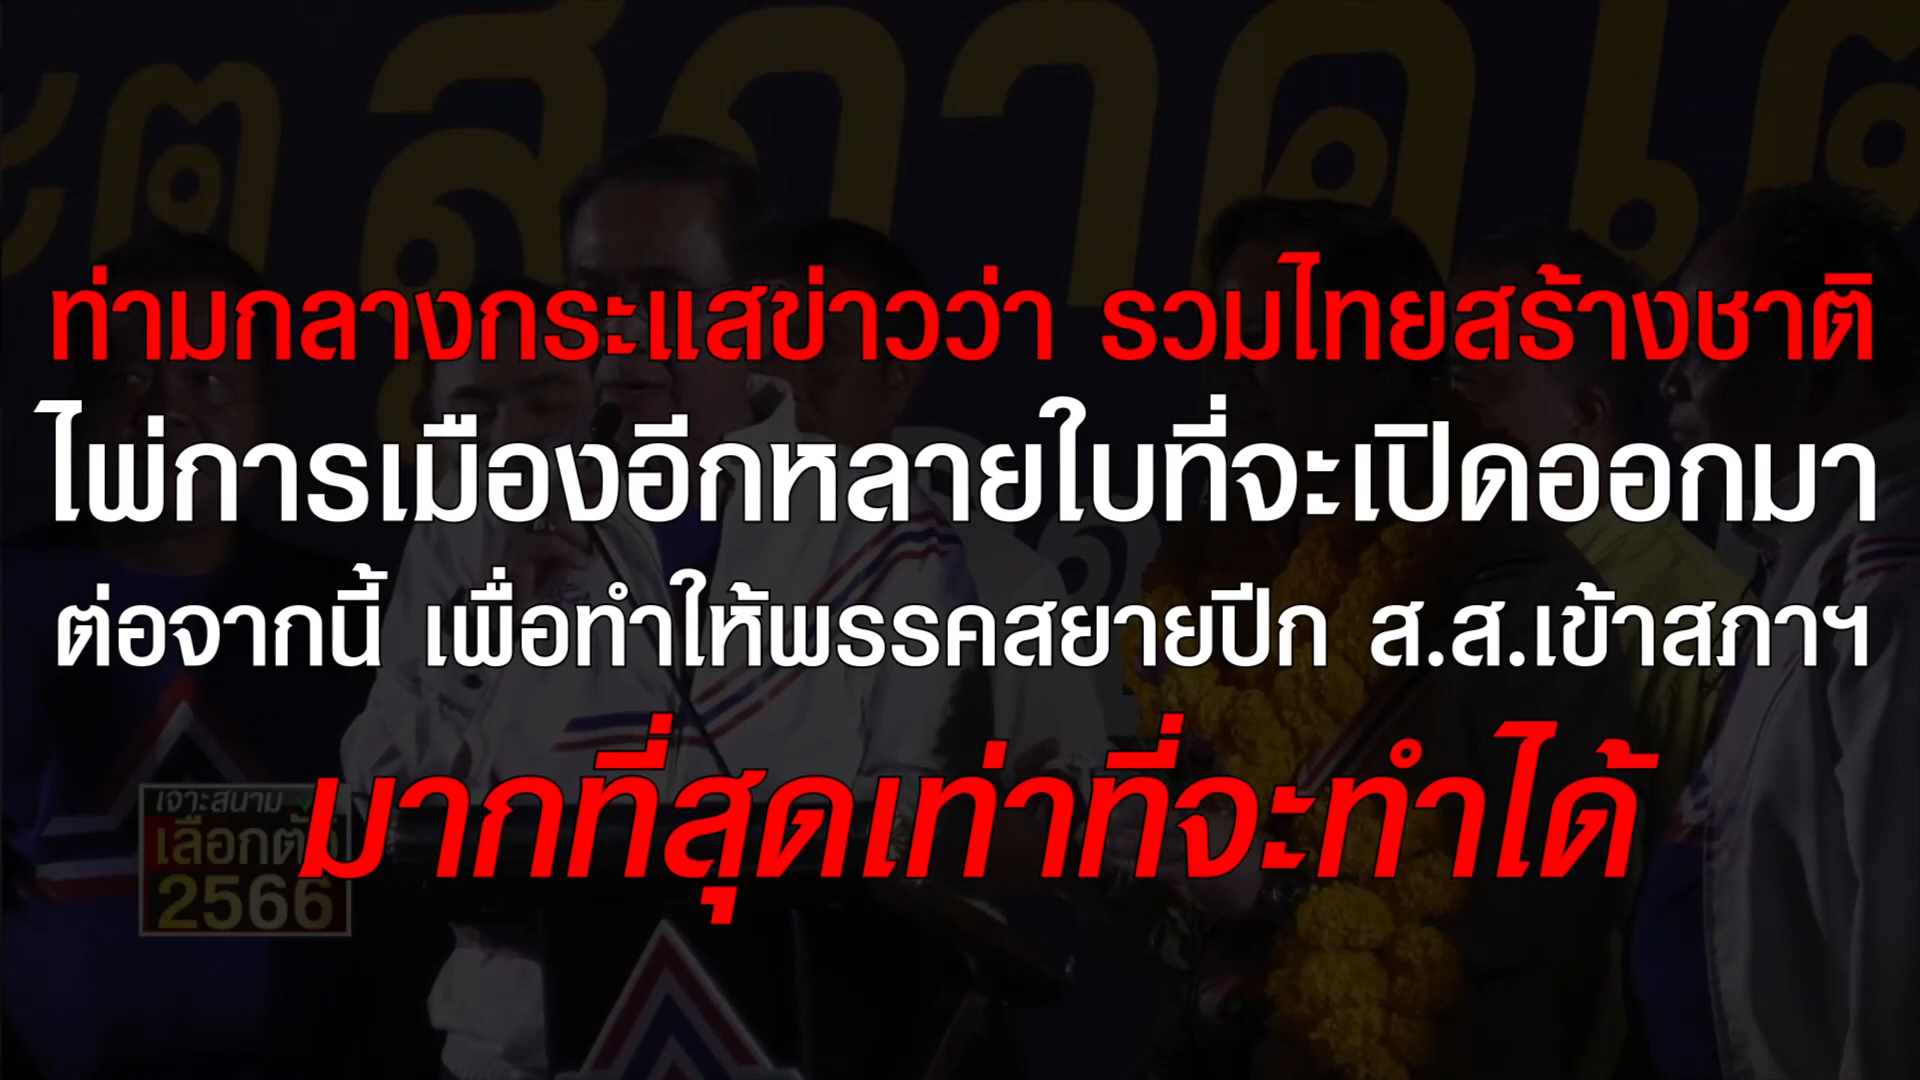 ท่ามกลางกระแสข่าวว่า รวมไทยสร้างชาติ
ไพ่การเมืองอีกหลายใบที่จะเปิดออกมา
ต่อจากนี้ เพื่อทำให้พรรคสยายปีก ส.ส.เข้าสภาฯ
มากที่สุดเท่าที่จะทำได้
เจาะสนาม
2566